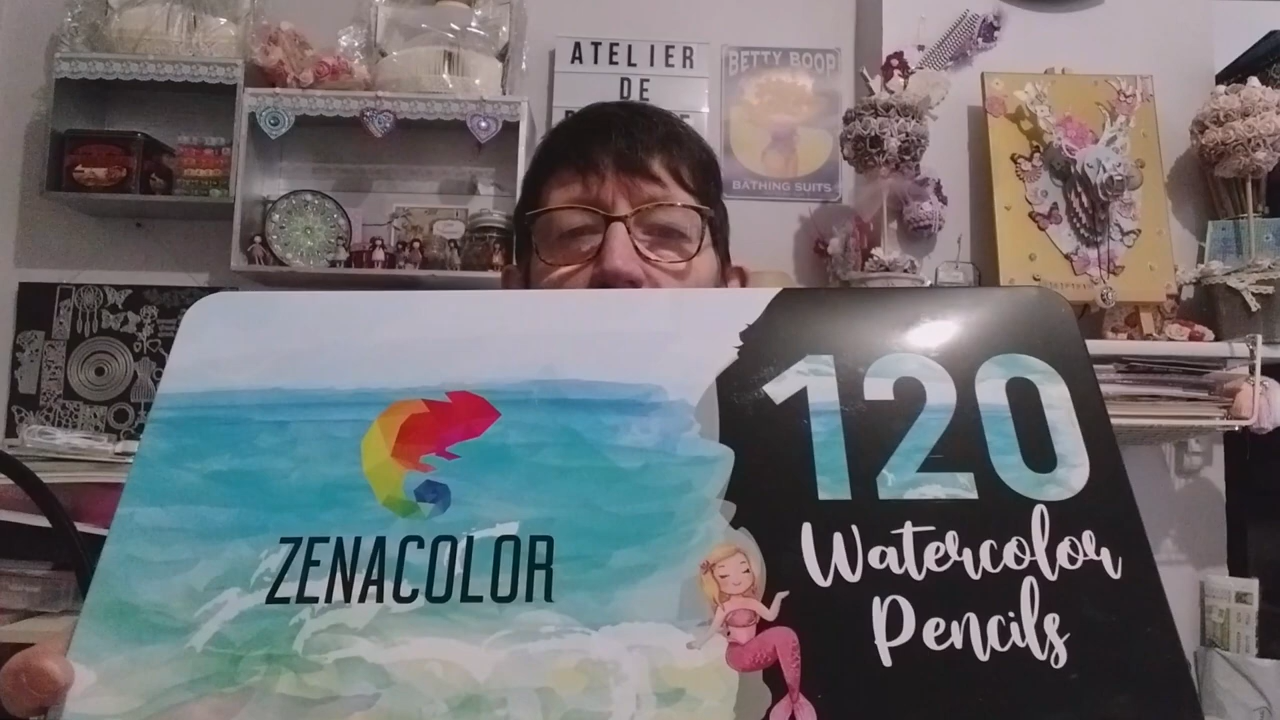 ATELIER
DE
BETTY BOOP
BATHING SUITS
ZENACOLOR
120
Watercolor
Pencils